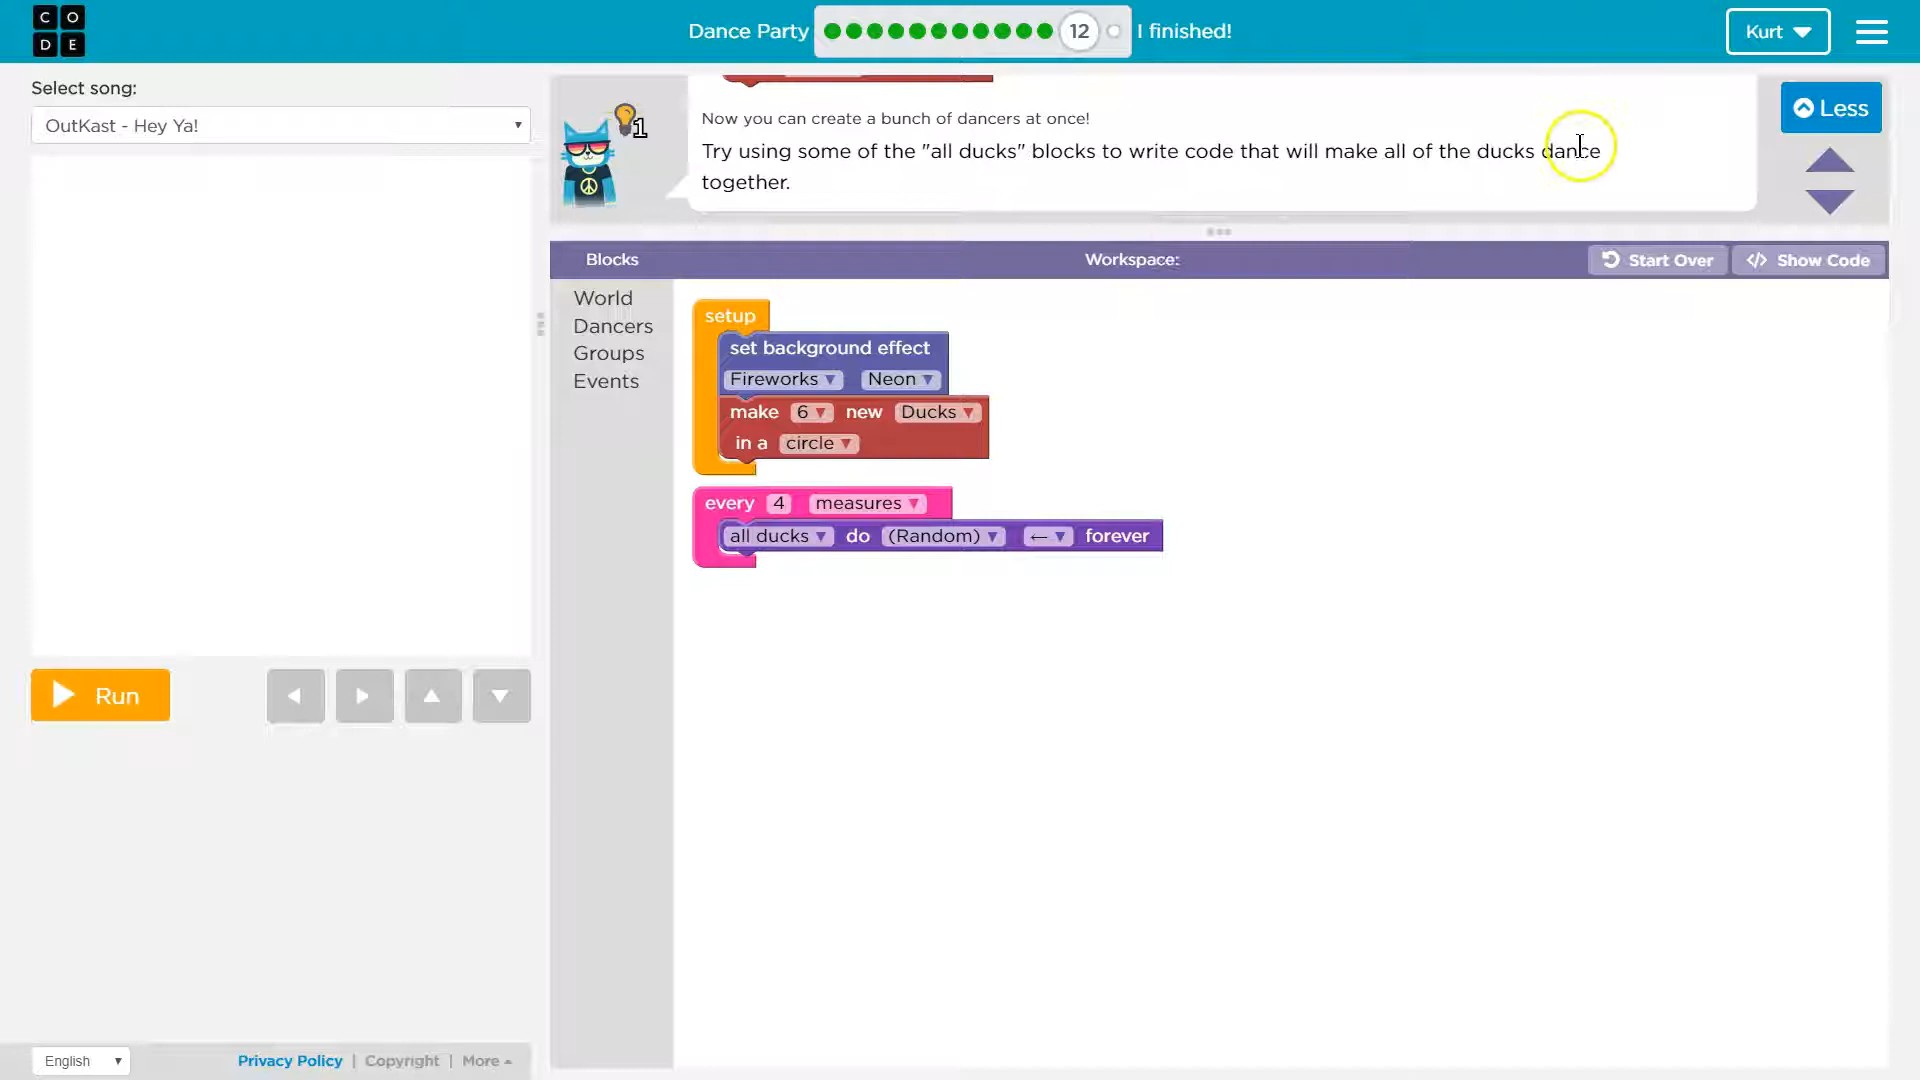 C O
D E
Dance Party
12
I finished!
Kurt
Select song:
OutKast - Hey Ya!
1
Now you can create a bunch of dancers at once!
Try using some of the "all ducks" blocks to write code that will make all of the ducks dance
together.
Less
Blocks
Workspace:
Start Over
Show Code
World
Dancers
Groups
Events
setup
set background effect
Fireworks Neon
make 6 new Ducks
in a circle
every 4 measures
all ducks do (Random) ← forever
Run
English
Privacy Policy | Copyright | More